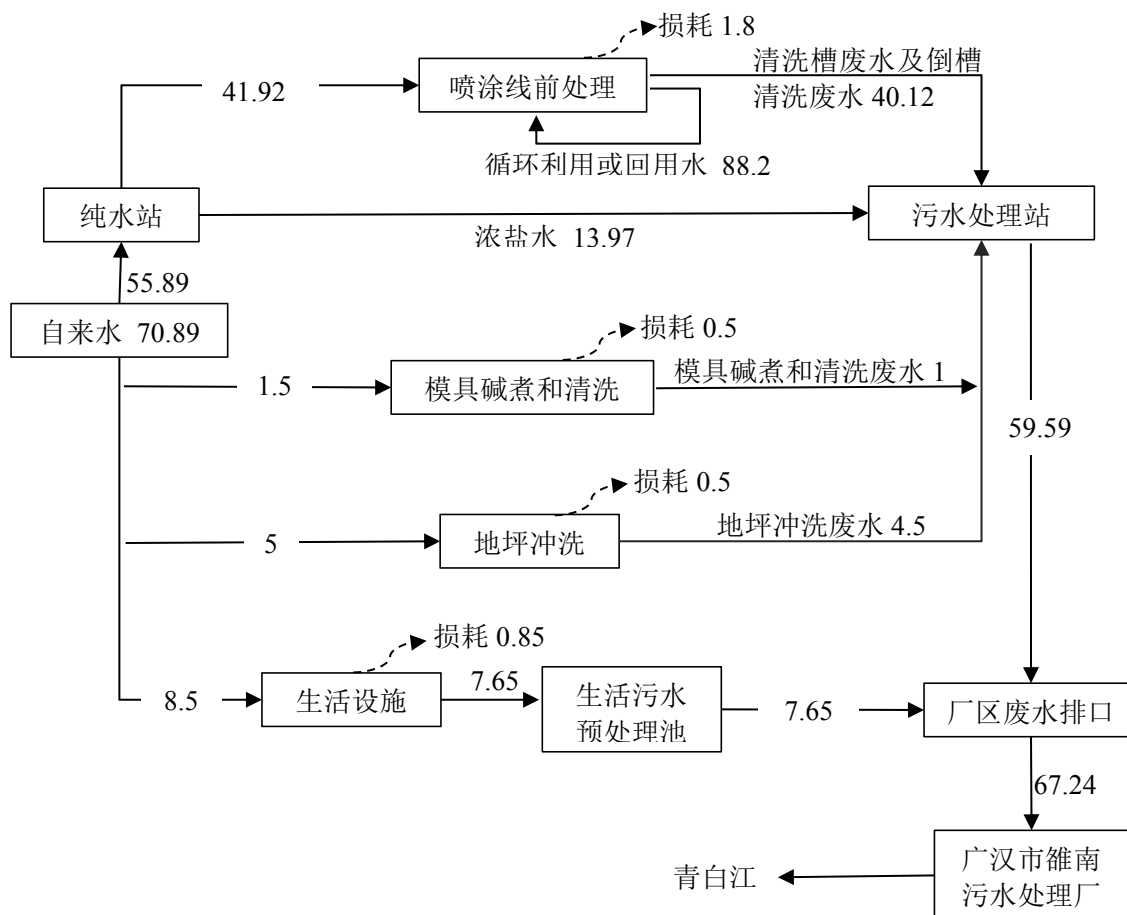 损耗 1.8
清洗槽废水及倒槽
41.92
喷涂线前处理
清洗废水 40.12
循环利用或回用水 88.2
纯水站
污水处理站
浓盐水 13.97
55.89
自来水 70.89
损耗 0.5
1.5
模具碱煮和清洗
模具碱煮和清洗废水 1
59.59
损耗 0.5
5
地坪冲洗
地坪冲洗废水 4.5
损耗 0.85
8.5
生活设施
7.65
生活污水
预处理池
7.65
厂区废水排口
67.24
广汉市雒南
污水处理厂
青白江